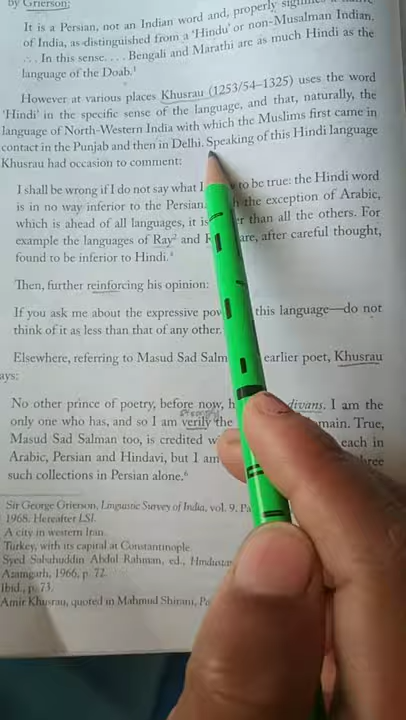 by Grierson:
It is a Persian, not an Indian word and, properly signifies a
of India, as distinguished from a 'Hindu' or non-Musalman Indian.
. . . In this sense. . . . Bengali and Marathi are as much Hindi as the
language of the Doab.¹
However at various places Khusrau (1253/54–1325) uses the word
'Hindi' in the specific sense of the language, and that, naturally, the
language of North-Western India with which the Muslims first came in
contact in the Punjab and then in Delhi. Speaking of this Hindi language
Khusrau had occasion to comment:
I shall be wrong if I do not say what I to be true: the Hindi word
is in no way inferior to the Persian. the exception of Arabic,
which is ahead of all languages, it is than all the others. For
example the languages of Ray² and are, after careful thought,
found to be inferior to Hindi.⁴
Then, further reinforcing his opinion:
If you ask me about the expressive this language—do not
think of it as less than that of any other.
Elsewhere, referring to Masud Sad earlier poet, Khusrau
ays:
No other prince of poetry, before now, divans. I am the
only one who has, and so I am verily the main. True,
Masud Sad Salman too, is credited each in
Arabic, Persian and Hindavi, but I am three
such collections in Persian alone.⁶
Sir George Grierson, Linguistic Survey of India, vol. 9,
1968. Hereafter LSI.
A city in western Iran.
Turkey, with its capital at Constantinople.
Syed Sabahuddin Abdul Rahman, ed.,
Azamgarh, 1966, p. 72.
Ibid., p. 73.
Amir Khusrau, quoted in Mahmud Shirani,